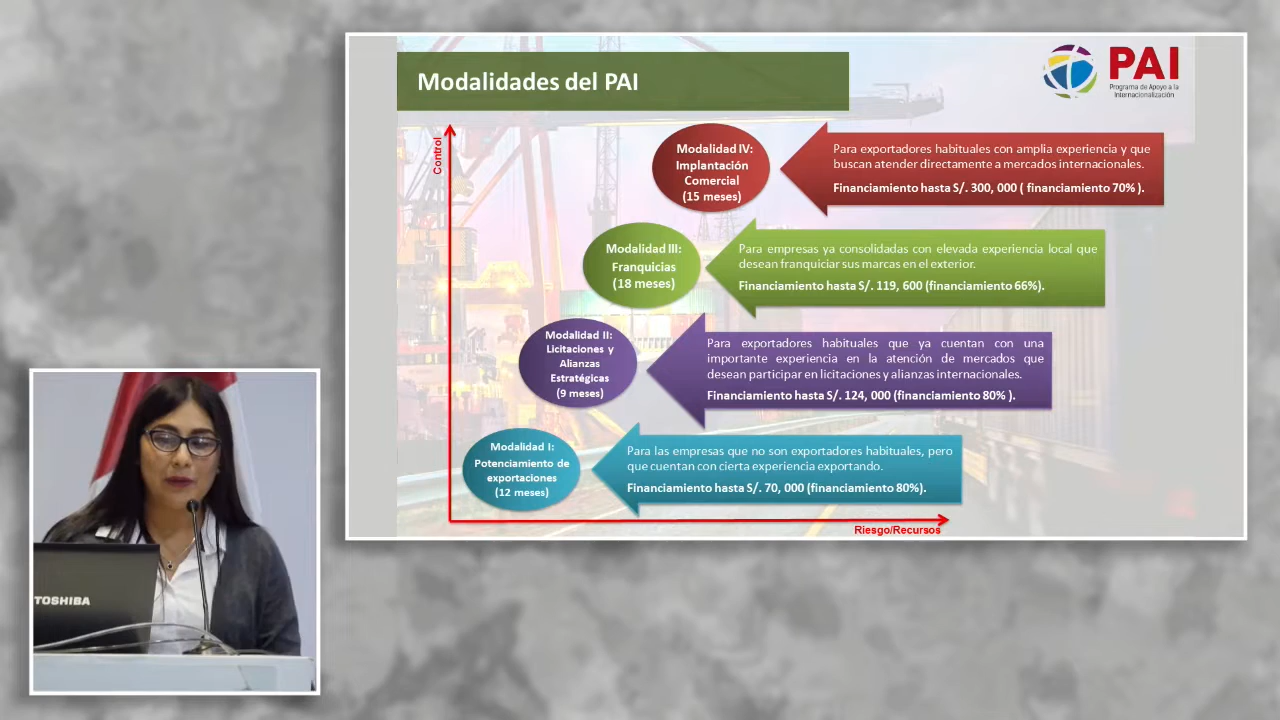 Modalidades del PAI
PAI
Programa de Apoyo a la
Internacionalización
Control
Modalidad IV:
Implantación
Comercial
(15 meses)
Para exportadores habituales con amplia experiencia y que
buscan atender directamente a mercados internacionales.
Financiamiento hasta S/. 300, 000 ( financiamiento 70% ).
Modalidad III:
Franquicias
(18 meses)
Para empresas ya consolidadas con elevada experiencia local que
desean franquiciar sus marcas en el exterior.
Financiamiento hasta S/. 119, 600 (financiamiento 66%).
Modalidad II:
Licitaciones y
Alianzas
Estratégicas
(9 meses)
Para exportadores habituales que ya cuentan con una
importante experiencia en la atención de mercados que
desean participar en licitaciones y alianzas internacionales.
Financiamiento hasta S/. 124, 000 (financiamiento 80% ).
Modalidad I:
Potenciamiento de
exportaciones
(12 meses)
Para las empresas que no son exportadores habituales, pero
que cuentan con cierta experiencia exportando.
Financiamiento hasta S/. 70, 000 (financiamiento 80%).
Riesgo/Recursos
TOSHIBA